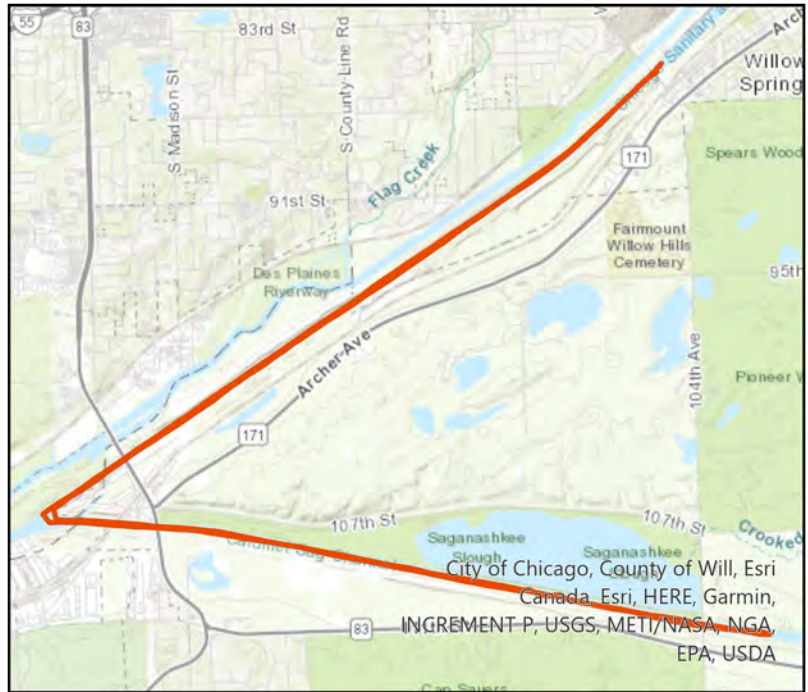 55
83
83rd St
Arch
Willow
Spring
S Madison St
S County Line Rd
Chicago Sanitary a
Flag Creek
171
Spears Wood
91st St
Fairmount
Willow Hills
Cemetery
95th
Des Plaines
Riverway
104th Ave
Archer Ave
Pioneer W
171
107th St
107th St
Crooked
Saganashkee
Slough
Saganashkee
Calumet Sag Channel
City of Chicago, County of Will, Esri
Canada, Esri, HERE, Garmin,
INCREMENT P, USGS, METI/NASA, NGA,
EPA, USDA
83
Cap Sauers